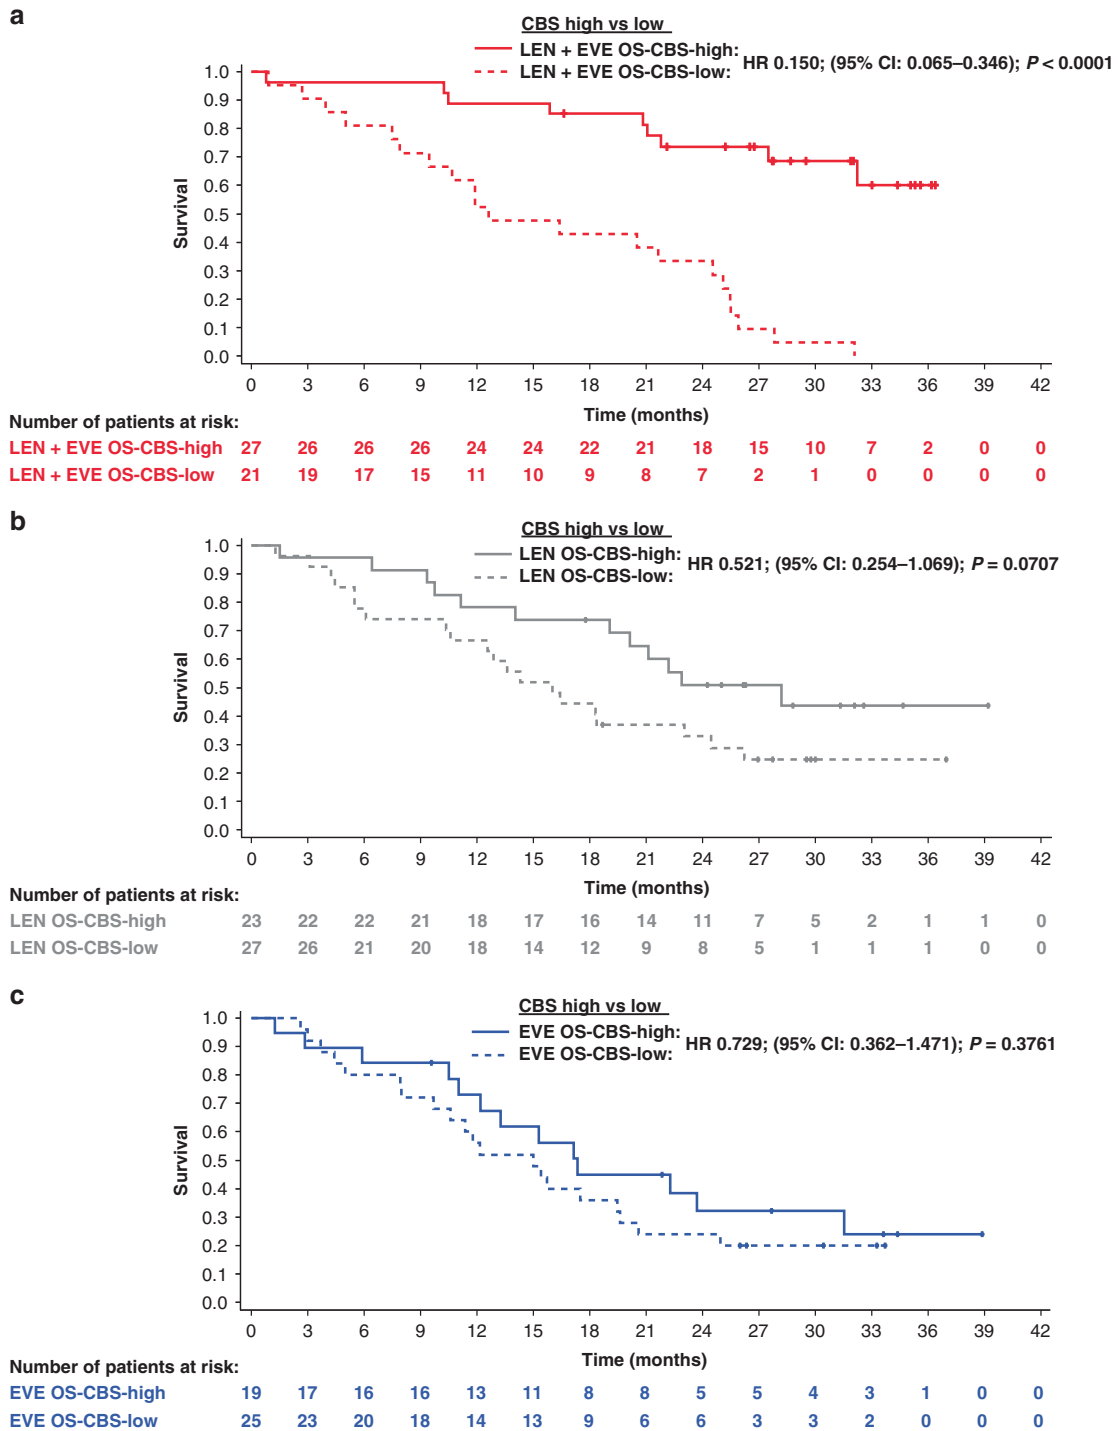 a
CBS high vs low
LEN + EVE OS-CBS-high:
LEN + EVE OS-CBS-low:
HR 0.150; (95% CI: 0.065–0.346); P < 0.0001
1.0
0.9
0.8
0.7
0.6
0.5
0.4
0.3
0.2
0.1
0.0
Survival
0 3 6 9 12 15 18 21 24 27 30 33 36 39 42
Time (months)
Number of patients at risk:
LEN + EVE OS-CBS-high 27 26 26 26 24 24 22 21 18 15 10 7 2 0 0
LEN + EVE OS-CBS-low 21 19 17 15 11 10 9 8 7 2 1 0 0 0 0
b
CBS high vs low
LEN OS-CBS-high:
LEN OS-CBS-low:
HR 0.521; (95% CI: 0.254–1.069); P = 0.0707
1.0
0.9
0.8
0.7
0.6
0.5
0.4
0.3
0.2
0.1
0.0
Survival
0 3 6 9 12 15 18 21 24 27 30 33 36 39 42
Time (months)
Number of patients at risk:
LEN OS-CBS-high 23 22 22 21 18 17 16 14 11 7 5 2 1 1 0
LEN OS-CBS-low 27 26 21 20 18 14 12 9 8 5 1 1 1 0 0
c
CBS high vs low
EVE OS-CBS-high:
EVE OS-CBS-low:
HR 0.729; (95% CI: 0.362–1.471); P = 0.3761
1.0
0.9
0.8
0.7
0.6
0.5
0.4
0.3
0.2
0.1
0.0
Survival
0 3 6 9 12 15 18 21 24 27 30 33 36 39 42
Time (months)
Number of patients at risk:
EVE OS-CBS-high 19 17 16 16 13 11 8 8 5 5 4 3 1 0 0
EVE OS-CBS-low 25 23 20 18 14 13 9 6 6 3 3 2 0 0 0